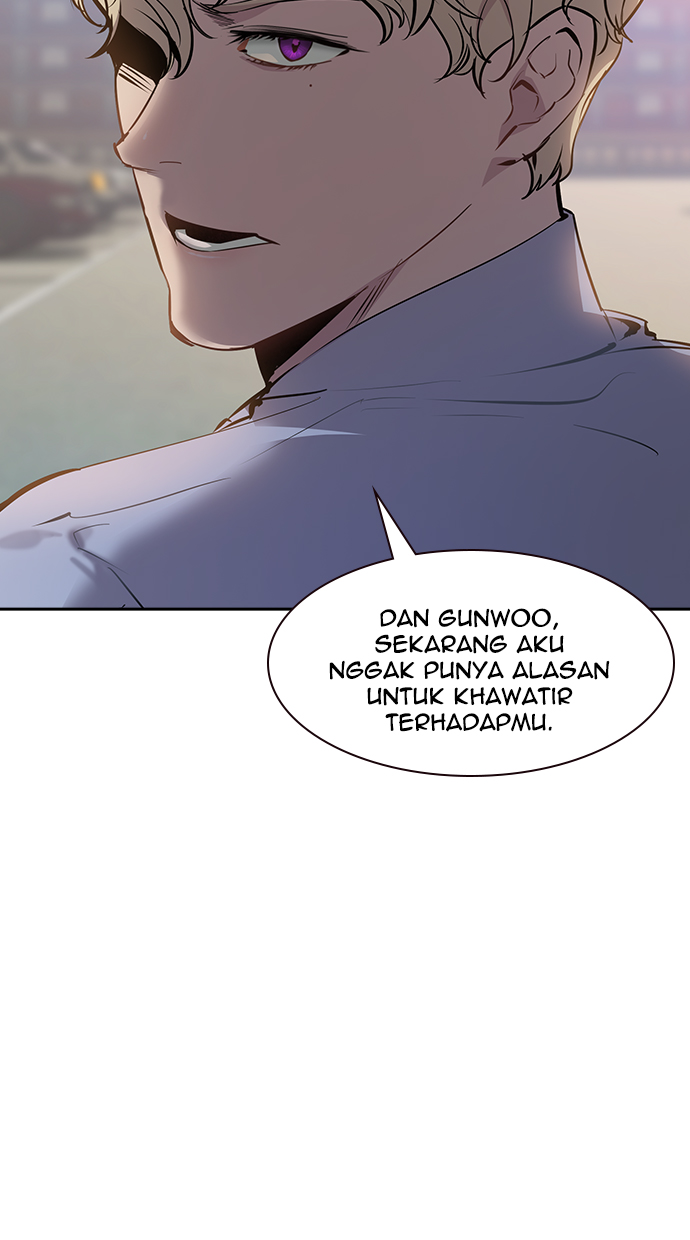 DAN GUNWOO,
SEKARANG AKU
NGGAK PUNYA ALASAN
UNTUK KHAWATIR
TERHADAPMU.